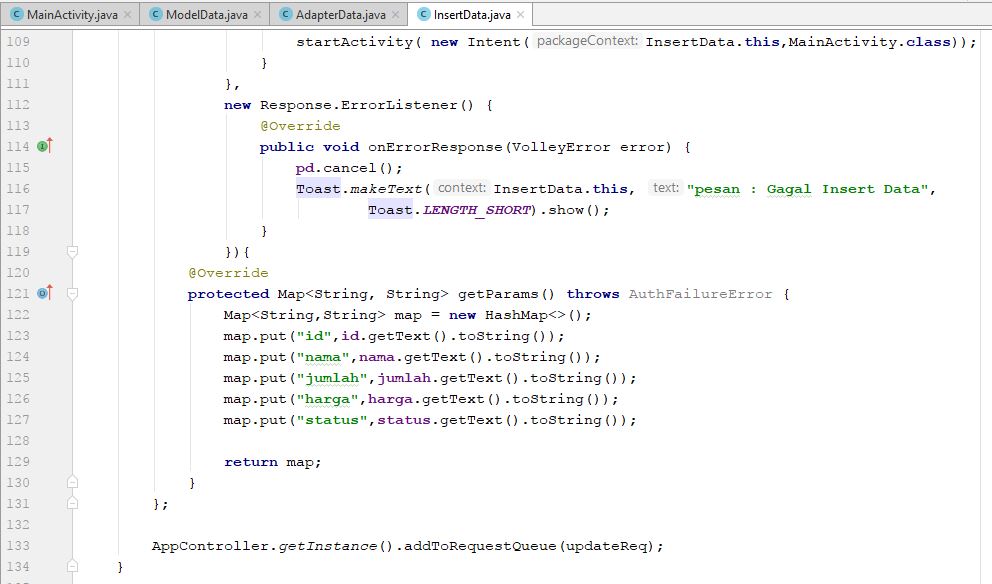 MainActivity.java × ModelData.java × AdapterData.java × InsertData.java ×
109 startActivity( new Intent( packageContext: InsertData.this,MainActivity.class));
110 }
111 },
112 new Response.ErrorListener() {
113 @Override
114 public void onErrorResponse(VolleyError error) {
115 pd.cancel();
116 Toast.makeText( context: InsertData.this, text: "pesan : Gagal Insert Data",
117 Toast.LENGTH_SHORT).show();
118 }
119 }){
120 @Override
121 protected Map<String, String> getParams() throws AuthFailureError {
122 Map<String,String> map = new HashMap<>();
123 map.put("id",id.getText().toString());
124 map.put("nama",nama.getText().toString());
125 map.put("jumlah",jumlah.getText().toString());
126 map.put("harga",harga.getText().toString());
127 map.put("status",status.getText().toString());
128
129 return map;
130 }
131 };
132
133 AppController.getInstance().addToRequestQueue(updateReq);
134 }